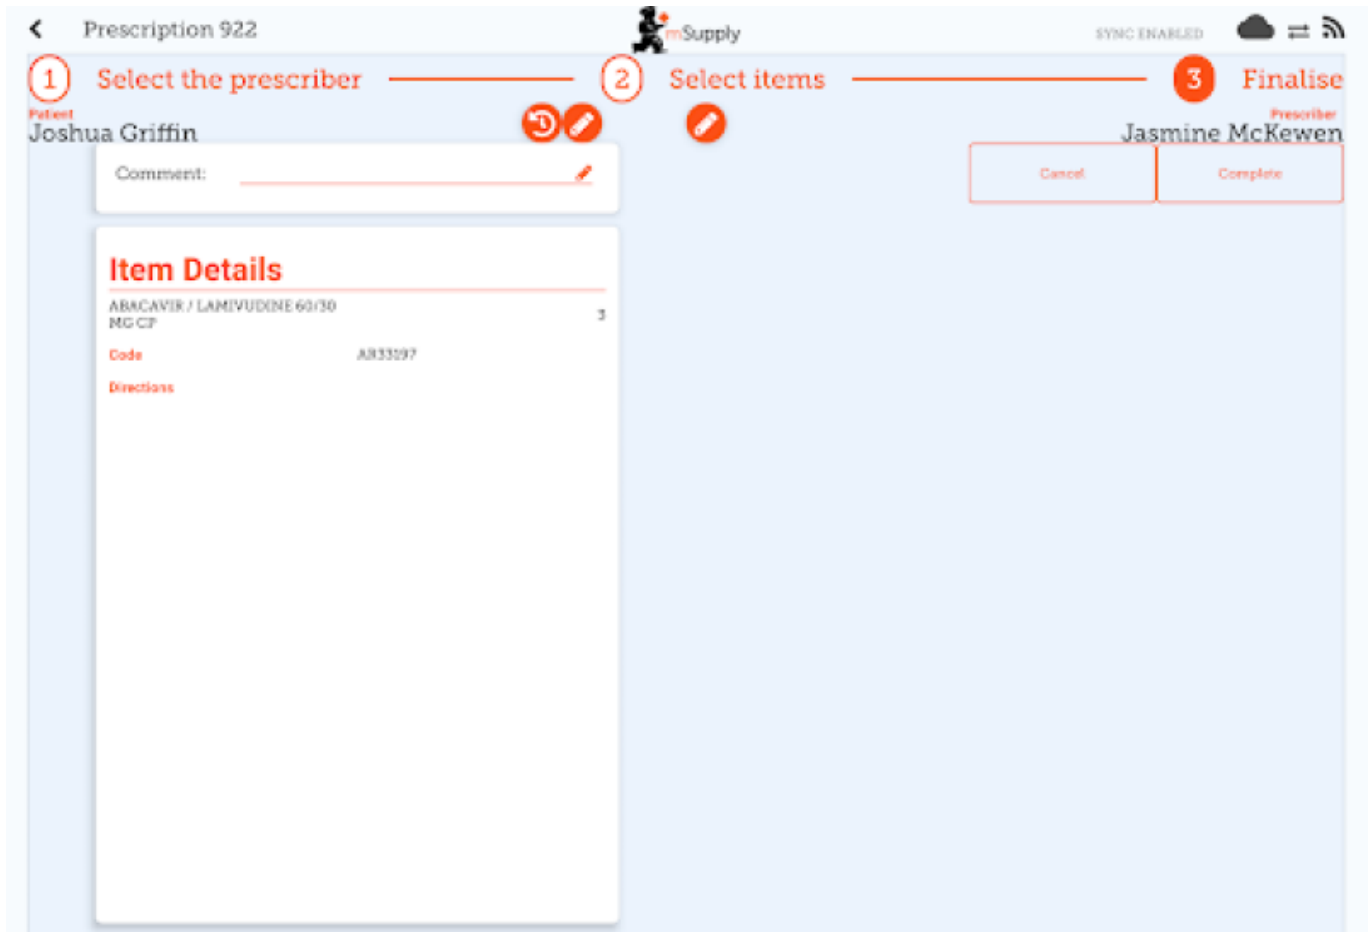 Prescription 922
mSupply
SYNC ENABLED
1 Select the prescriber
2 Select items
3 Finalise
Patient
Joshua Griffin
Prescriber
Jasmine McKewen
Comment:
Cancel
Complete
Item Details
ABACAVIR / LAMIVUDINE 60/30
MG CP
3
Code
Directions